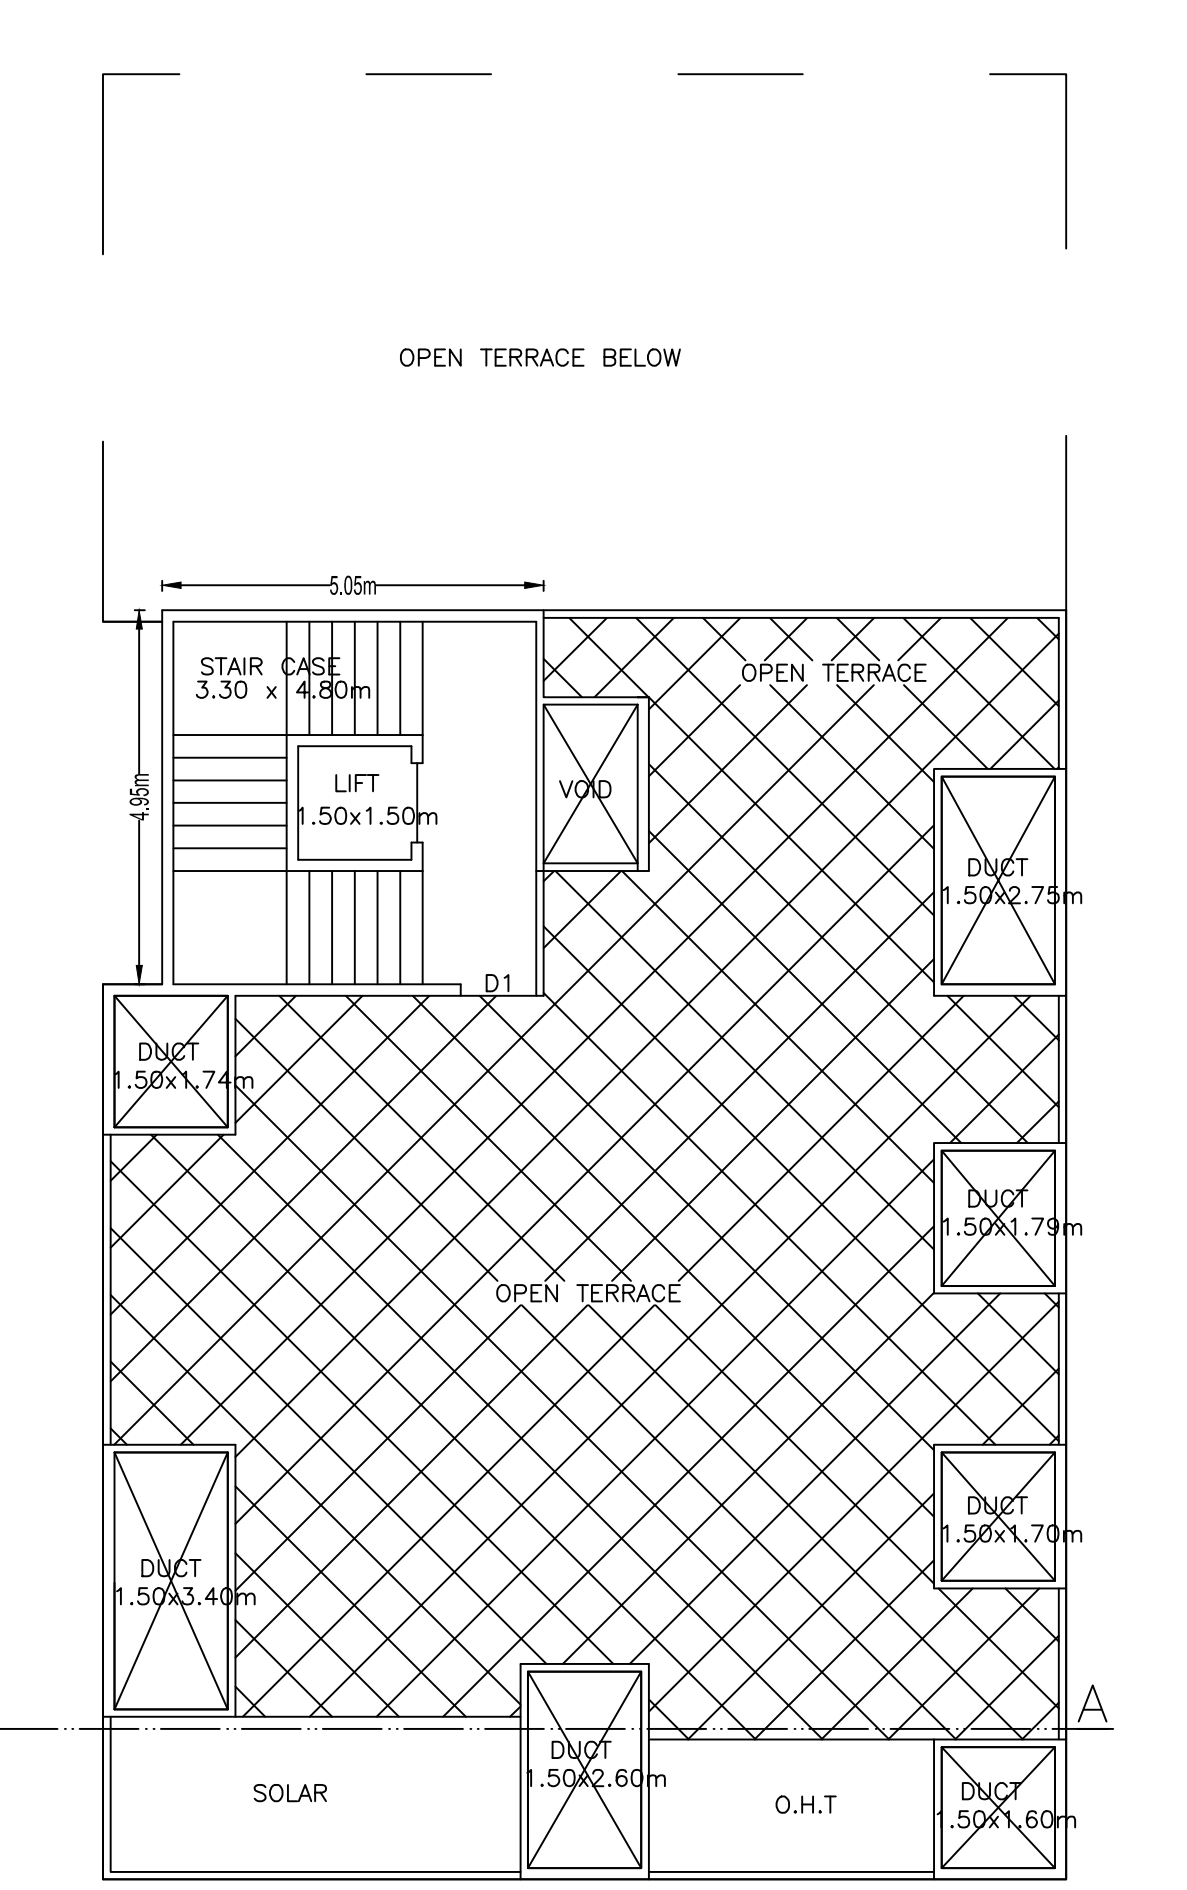 OPEN TERRACE BELOW
5.05m
STAIR CASE
3.30 x 4.80m
OPEN TERRACE
4.95m
LIFT
1.50x1.50m
VOID
DUCT
1.50x2.75m
D1
DUCT
1.50x1.74m
DUCT
1.50x1.79m
OPEN TERRACE
DUCT
1.50x1.70m
DUCT
1.50x3.40m
A
DUCT
1.50x2.60m
SOLAR
O.H.T
DUCT
1.50x1.60m